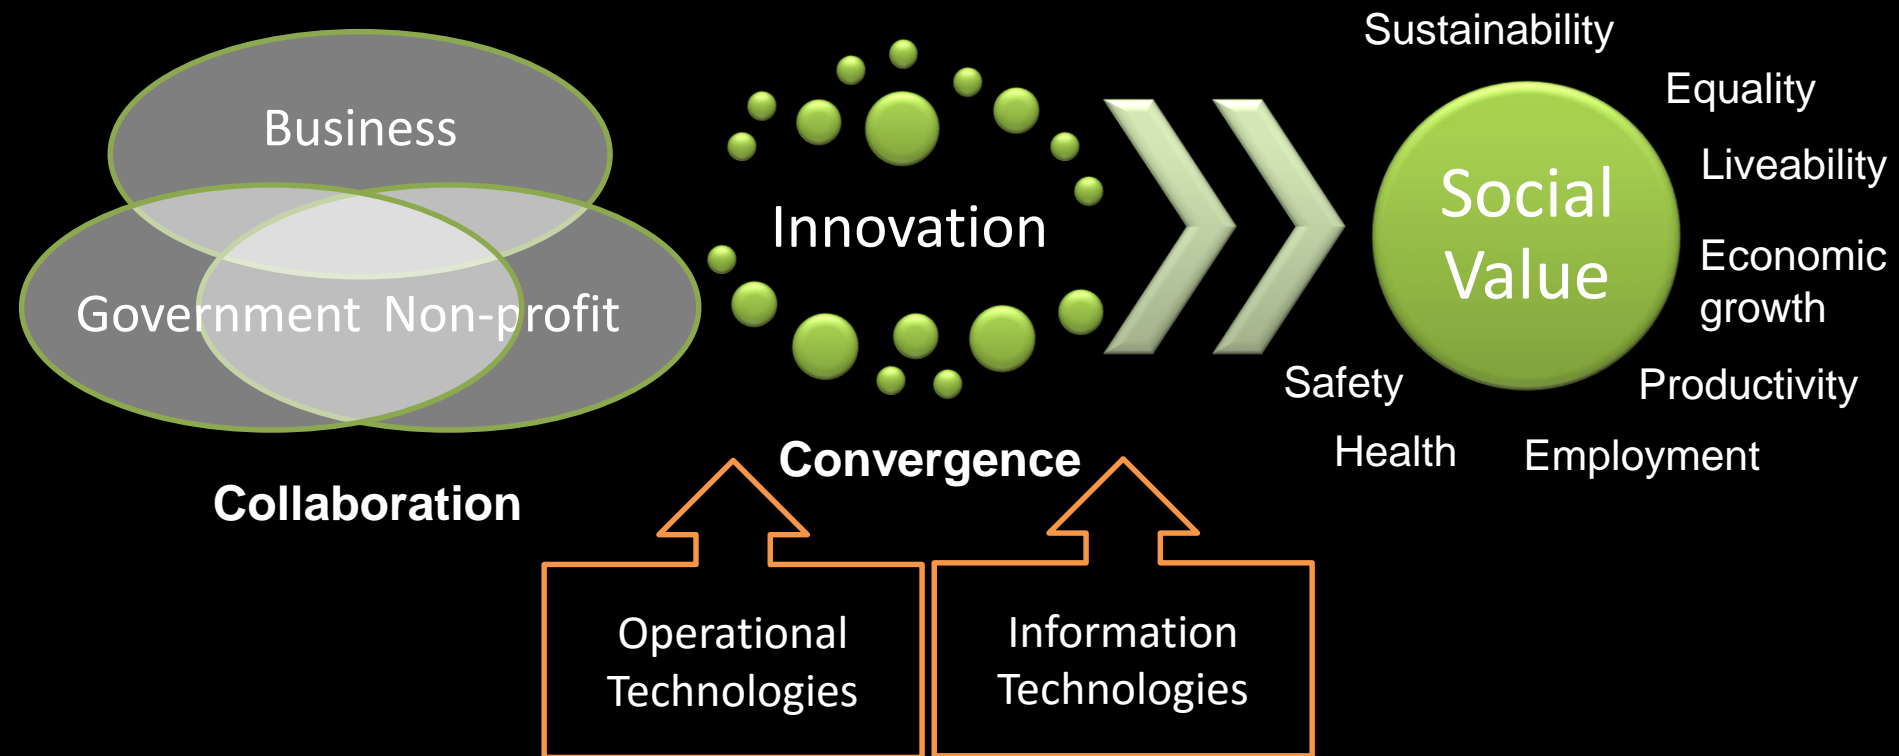 Business
Government Non-profit
Collaboration
Innovation
Convergence
Operational
Technologies
Information
Technologies
Social
Value
Sustainability
Equality
Liveability
Economic
growth
Productivity
Employment
Health
Safety